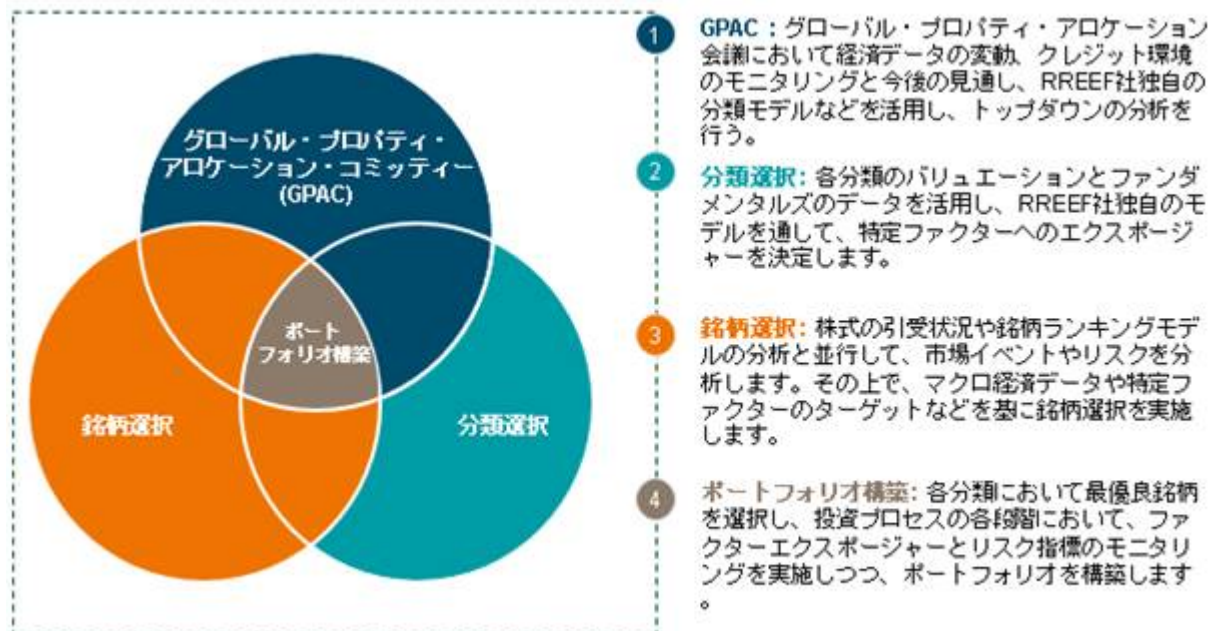 グローバル・プロパティ・
アロケーション・コミッティー
(GPAC)
ポート
フォリオ構築
銘柄選択
分類選択
1
GPAC：グローバル・プロパティ・アロケーション
会議において経済データの変動、クレジット環境
のモニタリングと今後の見通し、RREEF社独自の
分類モデルなどを活用し、トップダウンの分析を
行う。
2
分類選択: 各分類のバリュエーションとファンダ
メンタルズのデータを活用し、RREEF社独自のモ
デルを通して、特定ファクターへのエクスポージ
ャーを決定します。
3
銘柄選択: 株式の引受状況や銘柄ランキングモデ
ルの分析と並行して、市場イベントやリスクを分
析します。その上で、マクロ経済データや特定フ
ァクターのターゲットなどを基に銘柄選択を実施
します。
4
ポートフォリオ構築: 各分類において最優良銘柄
を選択し、投資プロセスの各段階において、ファ
クターエクスポージャーとリスク指標のモニタリ
ングを実施しつつ、ポートフォリオを構築します
。